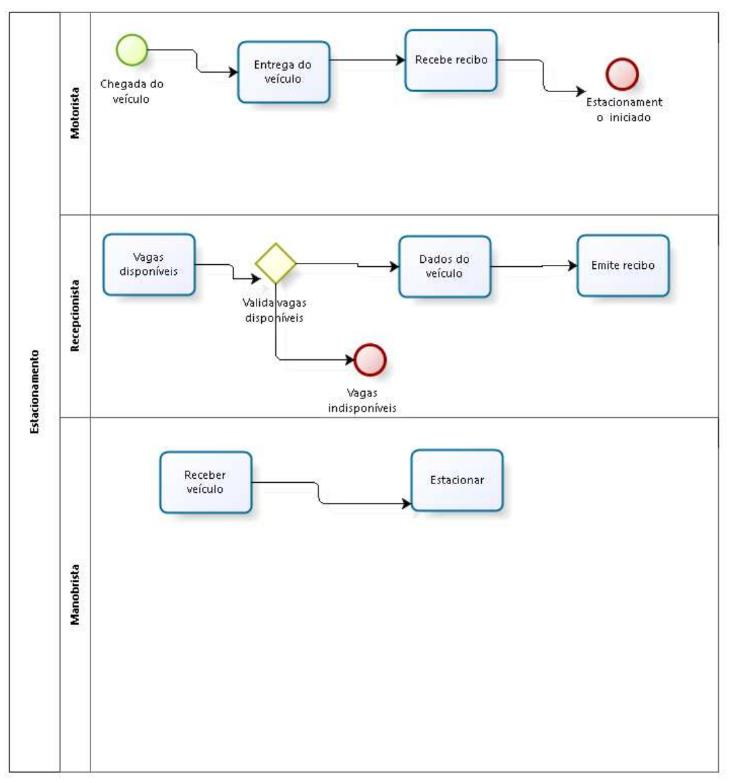 Estacionamento
Motorista
Chegada do
veículo
Entrega do
veículo
Recebe recibo
Estacionament
o iniciado
Recepcionista
Vagas
disponíveis
Valida vagas
disponíveis
Dados do
veículo
Emite recibo
Vagas
indisponíveis
Manobrista
Receber
veículo
Estacionar